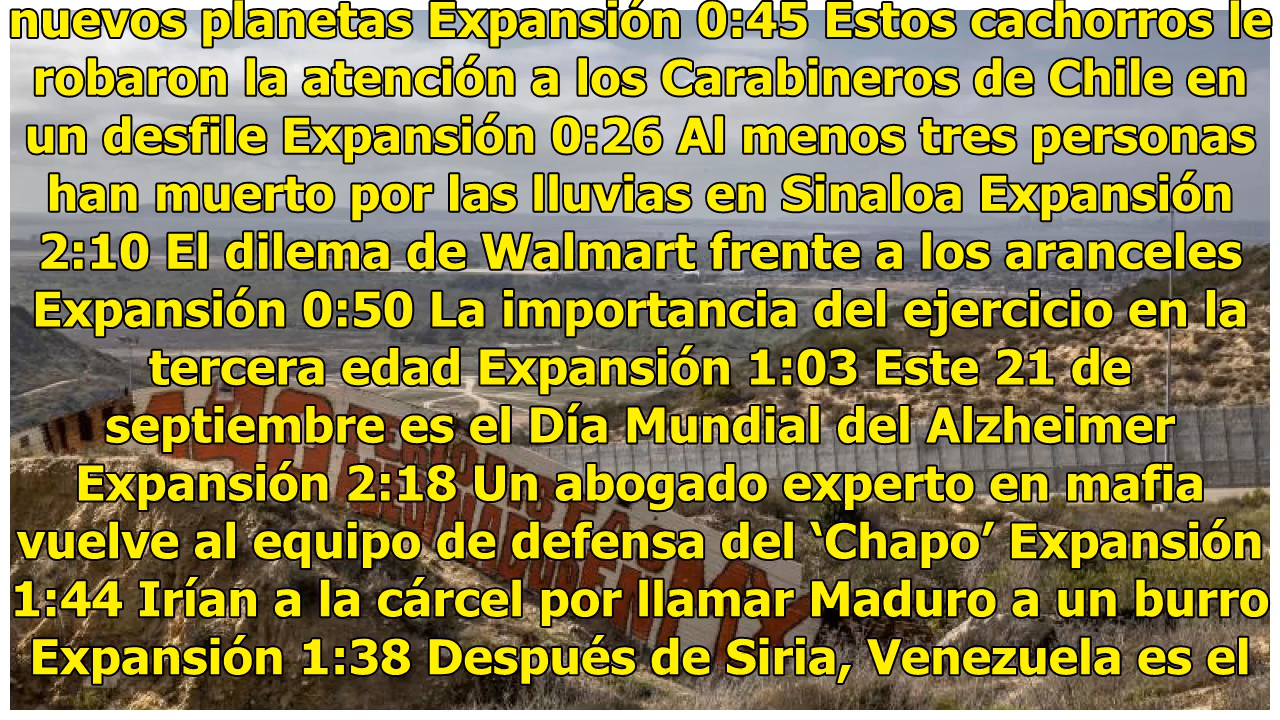 nuevos planetas Expansión 0:45 Estos cachorros le
robaron la atención a los Carabineros de Chile en
un desfile Expansión 0:26 Al menos tres personas
han muerto por las lluvias en Sinaloa Expansión
2:10 El dilema de Walmart frente a los aranceles
Expansión 0:50 La importancia del ejercicio en la
tercera edad Expansión 1:03 Este 21 de
septiembre es el Día Mundial del Alzheimer
Expansión 2:18 Un abogado experto en mafia
vuelve al equipo de defensa del ‘Chapo’ Expansión
1:44 Irían a la cárcel por llamar Maduro a un burro
Expansión 1:38 Después de Siria, Venezuela es el